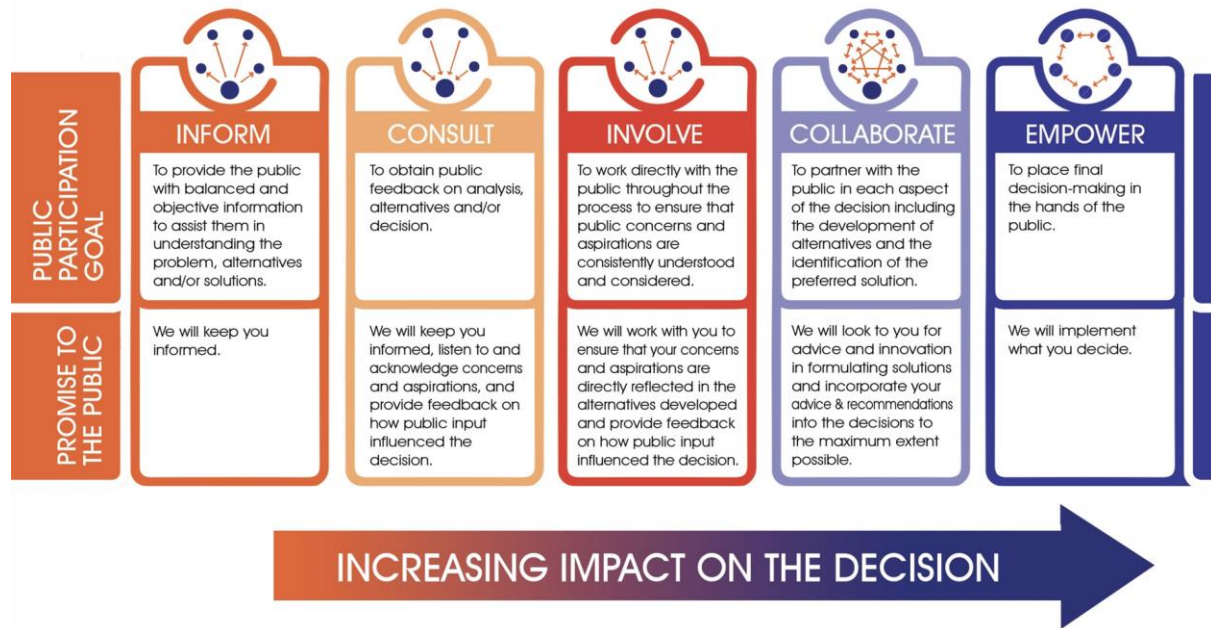 INFORM
CONSULT
INVOLVE
COLLABORATE
EMPOWER
PUBLIC
PARTICIPATION
GOAL
To provide the public
with balanced and
objective information
to assist them in
understanding the
problem, alternatives
and/or solutions.
To obtain public
feedback on analysis,
alternatives and/or
decision.
To work directly with the
public throughout the
process to ensure that
public concerns and
aspirations are
consistently understood
and considered.
To partner with the
public in each aspect
of the decision including
the development of
alternatives and the
identification of the
preferred solution.
To place final
decision-making in
the hands of the
public.
PROMISE TO
THE PUBLIC
We will keep you
informed.
We will keep you
informed, listen to and
acknowledge concerns
and aspirations, and
provide feedback on
how public input
influenced the
decision.
We will work with you to
ensure that your concerns
and aspirations are
directly reflected in the
alternatives developed
and provide feedback
on how public input
influenced the decision.
We will look to you for
advice and innovation
in formulating solutions
and incorporate your
advice & recommendations
into the decisions to
the maximum extent
possible.
We will implement
what you decide.
INCREASING IMPACT ON THE DECISION